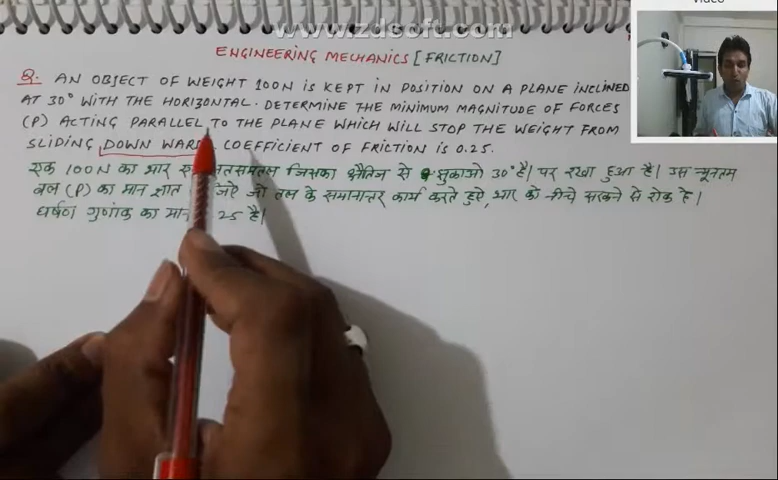 www.zdsoft.com
Video
ENGINEERING MECHANICS [FRICTION]
Q. AN OBJECT OF WEIGHT 100N IS KEPT IN POSITION ON A PLANE INCLINED
AT 30° WITH THE HORIZONTAL. DETERMINE THE MINIMUM MAGNITUDE OF FORCES
(P) ACTING PARALLEL TO THE PLANE WHICH WILL STOP THE WEIGHT FROM
SLIDING DOWN WARD. COEFFICIENT OF FRICTION IS 0.25.
एक 100N का भार जिसका क्षैतिज से झुकाओ 30° है। पर रखा हुआ है। उस न्यूनतम
बल (P) का मान ज्ञात जो तल के समानान्तर कार्य करते हुऐ, भार को नीचे सरकने से रोक दे।
घर्षण गुणांक का मान 25 है।